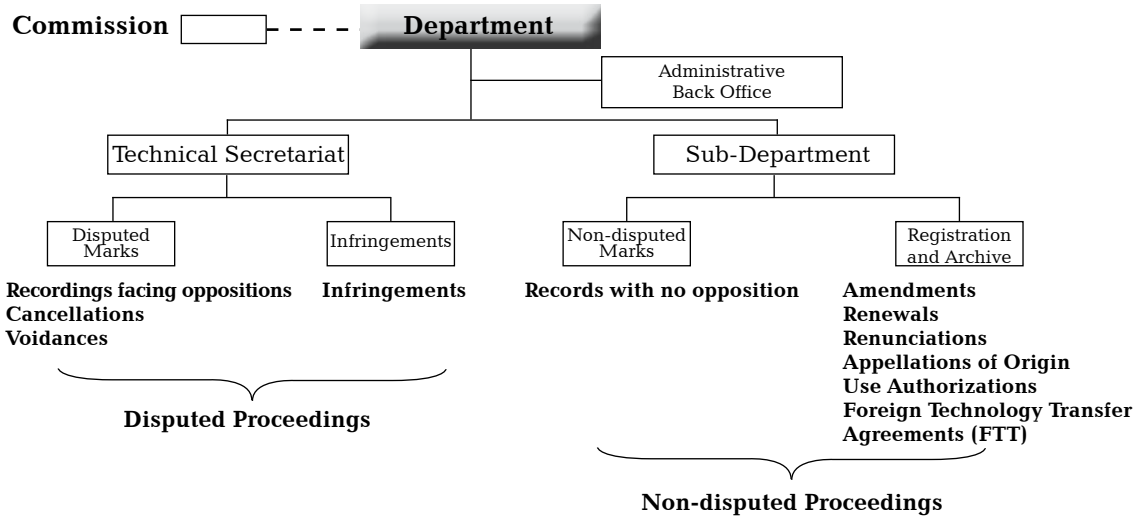 Commission
Department
Administrative
Back Office
Technical Secretariat
Sub-Department
Disputed
Marks
Infringements
Non-disputed
Marks
Registration
and Archive
Recordings facing oppositions
Cancellations
Voidances
Infringements
Records with no opposition
Amendments
Renewals
Renunciations
Appellations of Origin
Use Authorizations
Foreign Technology Transfer
Agreements (FTT)
Disputed Proceedings
Non-disputed Proceedings